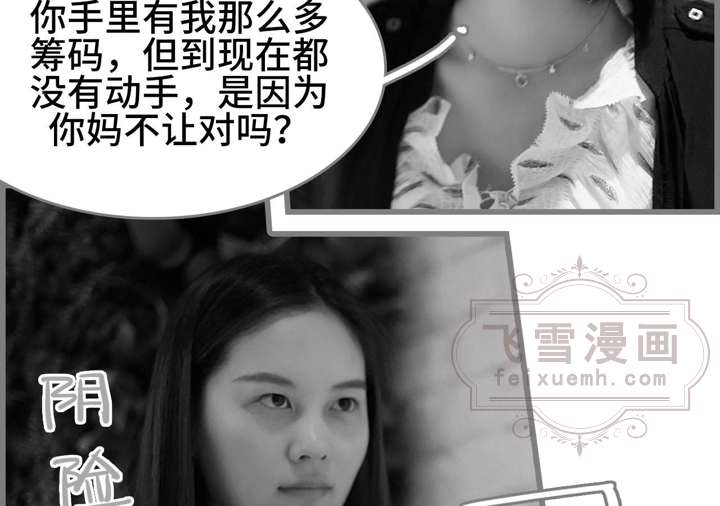 你手里有我那么多
筹码，但到现在都
没有动手，是因为
你妈不让对吗？
飞雪漫画
feixuemh.com
阴
险